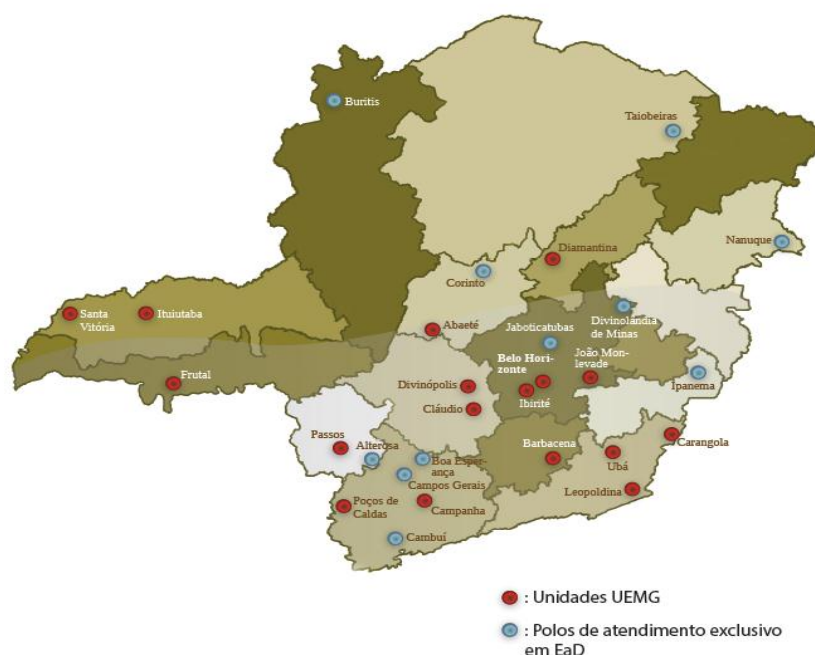 Buritis
Taiobeiras
Nanuque
Diamantina
Corinto
Santa
Vitória
Ituiutaba
Abaeté
Jaboticatubas
Divinolândia
de Minas
Belo Hori-
zonte
João Mon-
levade
Frutal
Divinópolis
Ibirité
Ipanema
Cláudio
Passos
Alterosa
Barbacena
Carangola
Boa Esper-
ança
Ubá
Campos Gerais
Leopoldina
Poços de
Caldas
Campanha
Cambuí
: Unidades UEMG
: Polos de atendimento exclusivo
em EaD